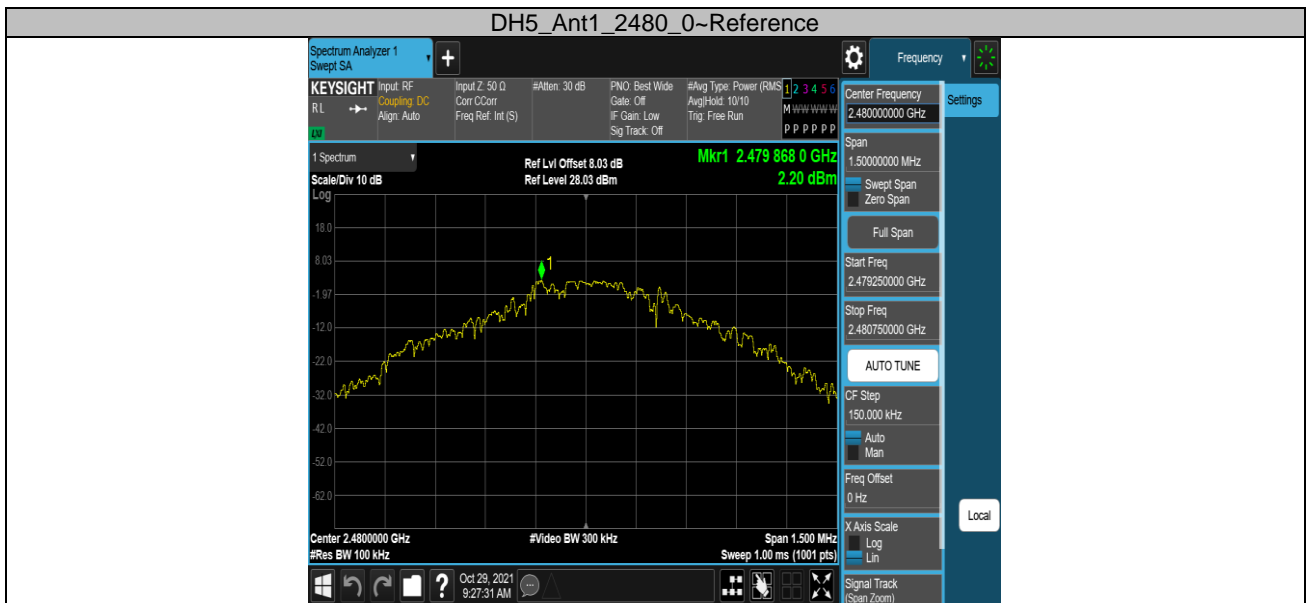 DH5_Ant1_2480_0~Reference
Spectrum Analyzer 1
Swept SA
+
Frequency
KEYSIGHT
RL
LXI
Input: RF
Coupling: DC
Align: Auto
Input Z: 50 Ω
Corr CCorr
Freq Ref: Int (S)
#Atten: 30 dB
PNO: Best Wide
Gate: Off
IF Gain: Low
Sig Track: Off
#Avg Type: Power (RMS
Avg|Hold: 10/10
Trig: Free Run
1 2 3 4 5 6
M W W W W W
P P P P P P
1 Spectrum
Scale/Div 10 dB
Log
Ref Lvl Offset 8.03 dB
Ref Level 28.03 dBm
Mkr1 2.479 868 0 GHz
2.20 dBm
18.0
8.03
-1.97
-12.0
-22.0
-32.0
-42.0
-52.0
-62.0
1
Center 2.4800000 GHz
#Res BW 100 kHz
#Video BW 300 kHz
Span 1.500 MHz
Sweep 1.00 ms (1001 pts)
?
Oct 29, 2021
9:27:31 AM
Center Frequency
2.480000000 GHz
Settings
Span
1.50000000 MHz
Swept Span
Zero Span
Full Span
Start Freq
2.479250000 GHz
Stop Freq
2.480750000 GHz
AUTO TUNE
CF Step
150.000 kHz
Auto
Man
Freq Offset
0 Hz
X Axis Scale
Log
Lin
Local
Signal Track
(Span Zoom)